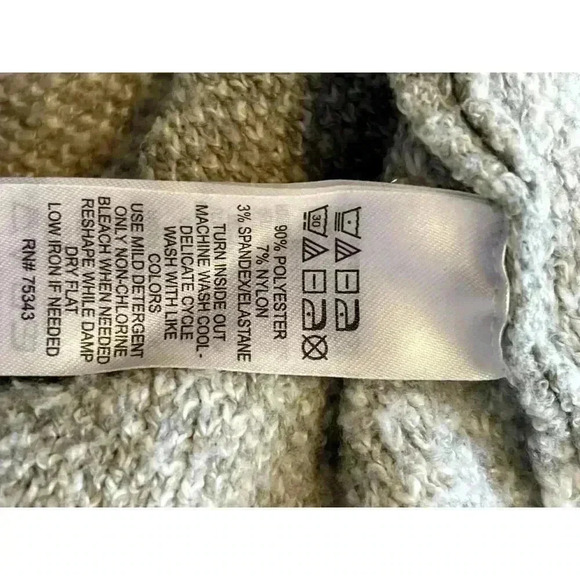 30
90% POLYESTER
7% NYLON
3% SPANDEX/ELASTANE
TURN INSIDE OUT
MACHINE WASH COOL-
DELICATE CYCLE
WASH WITH LIKE
COLORS
USE MILD DETERGENT
ONLY NON-CHLORINE
BLEACH WHEN NEEDED
RESHAPE WHILE DAMP
DRY FLAT
LOW IRON IF NEEDED
RN# 75343